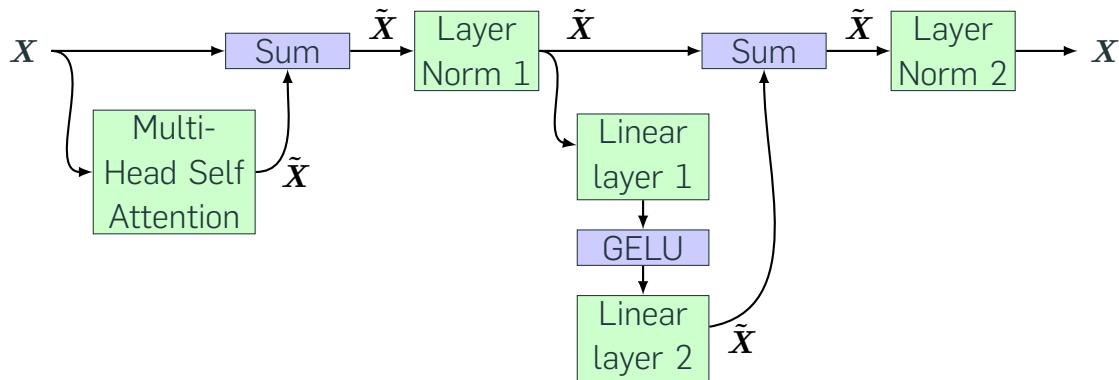 X
Sum
X̃
Layer
Norm 1
X̃
Sum
X̃
Layer
Norm 2
X
Multi-
Head Self
Attention
X̃
Linear
layer 1
GELU
Linear
layer 2
X̃